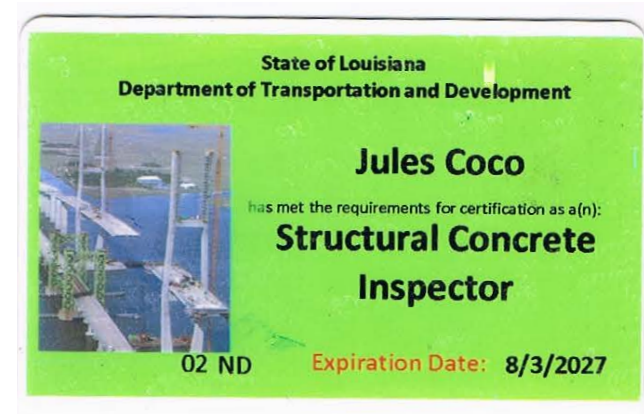 State of Louisiana
Department of Transportation and Development
Jules Coco
has met the requirements for certification as a(n):
Structural Concrete
Inspector
02 ND Expiration Date: 8/3/2027